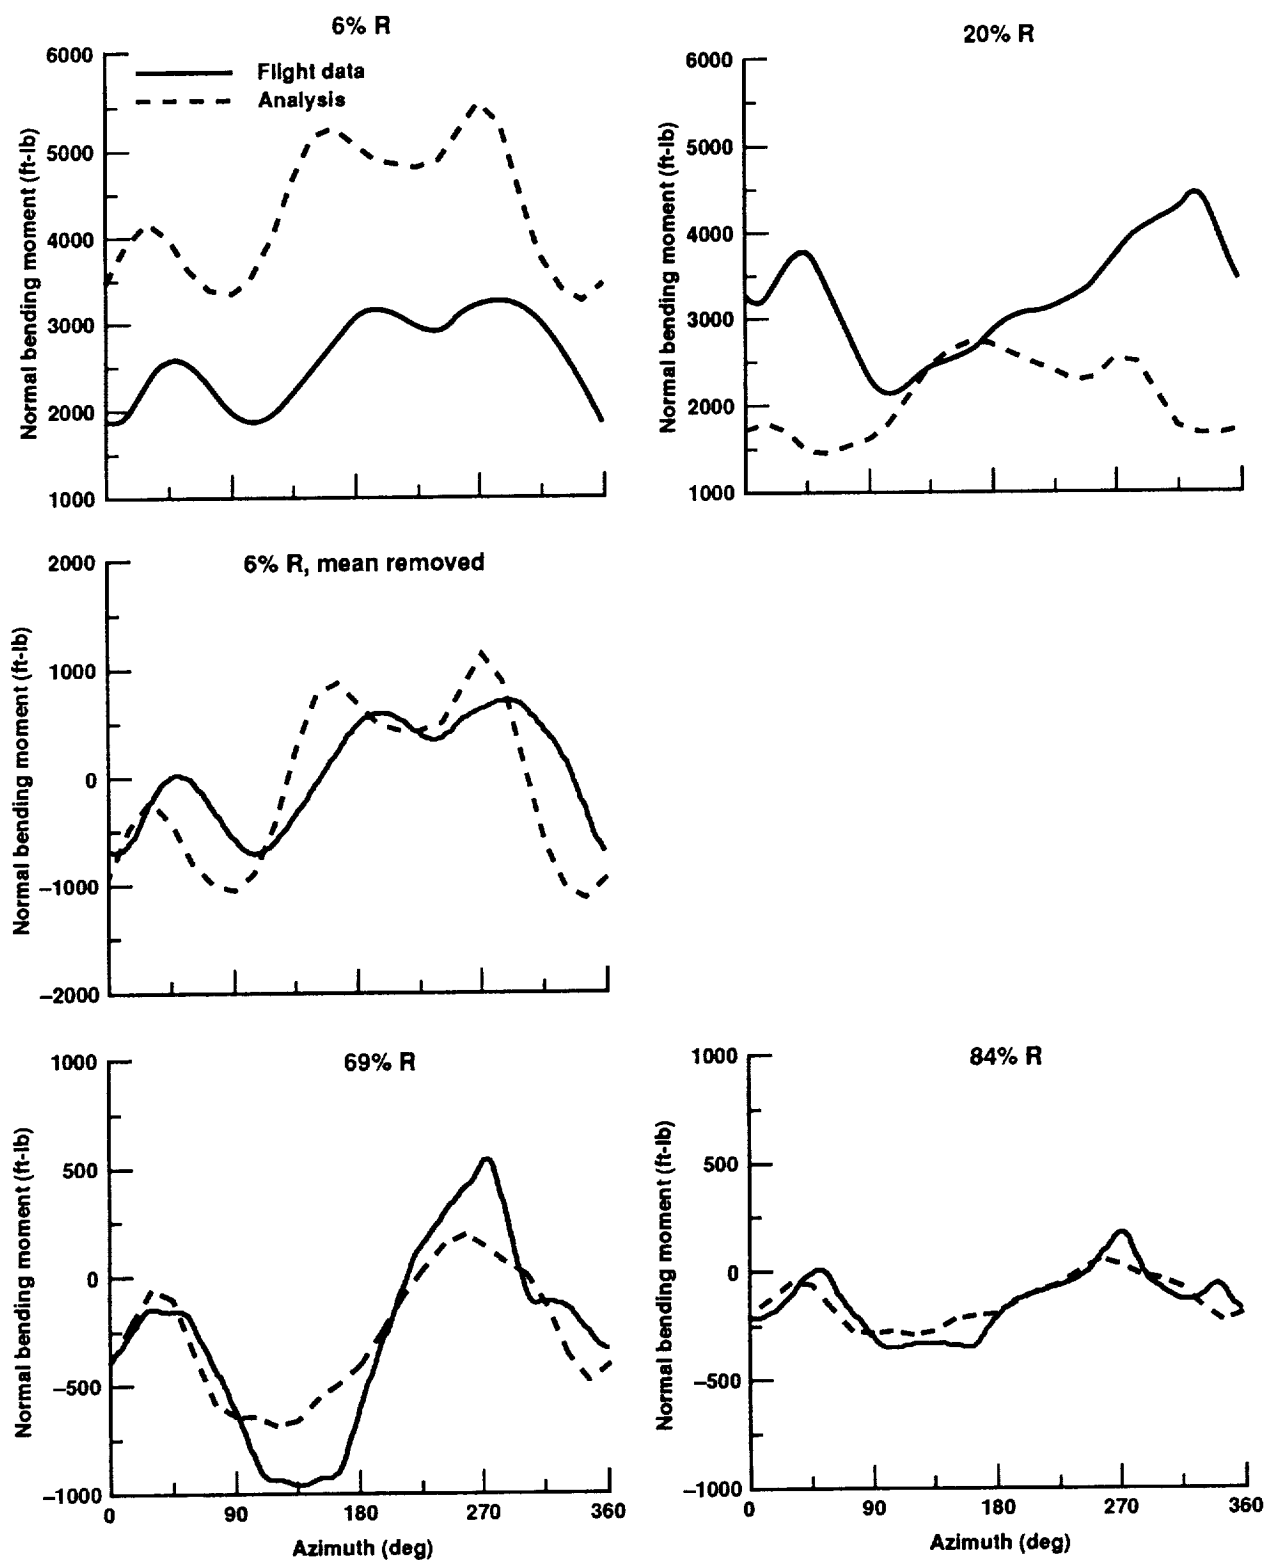 6% R
6000
5000
4000
3000
2000
1000
Normal bending moment (ft-lb)
Flight data
Analysis
20% R
6000
5000
4000
3000
2000
1000
Normal bending moment (ft-lb)
6% R, mean removed
2000
1000
0
–1000
–2000
Normal bending moment (ft-lb)
69% R
1000
500
0
–500
–1000
Normal bending moment (ft-lb)
0 90 180 270 360
Azimuth (deg)
84% R
1000
500
0
–500
–1000
Normal bending moment (ft-lb)
0 90 180 270 360
Azimuth (deg)